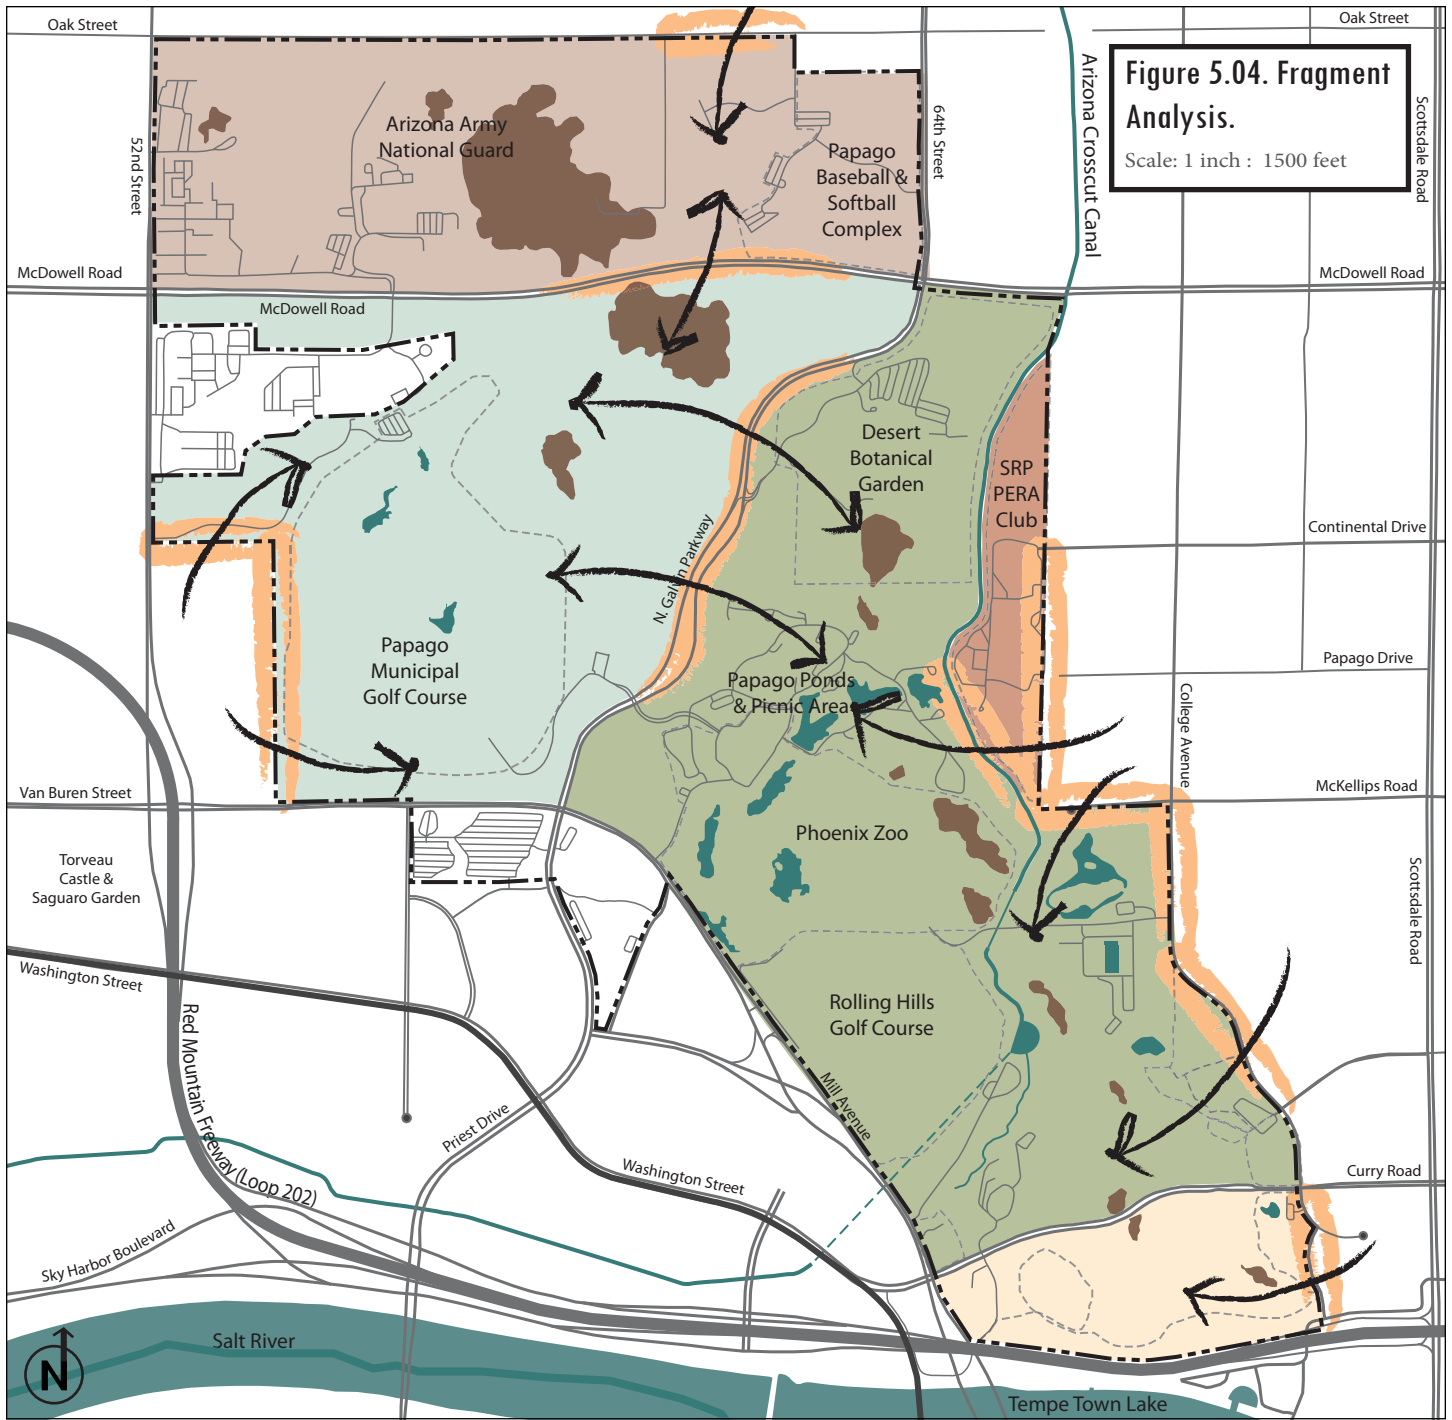 Oak Street
Oak Street
Figure 5.04. Fragment
Analysis.
Scale: 1 inch : 1500 feet
Arizona Crosscut Canal
Scottsdale Road
64th Street
52nd Street
Arizona Army
National Guard
Papago
Baseball &
Softball
Complex
McDowell Road
McDowell Road
McDowell Road
Desert
Botanical
Garden
SRP
PERA
Club
Continental Drive
N. Galvin Parkway
Papago
Municipal
Golf Course
Papago Drive
Papago Ponds
& Picnic Area
College Avenue
Van Buren Street
McKellips Road
Phoenix Zoo
Torveau
Castle &
Saguaro Garden
Scottsdale Road
Washington Street
Red Mountain Freeway (Loop 202)
Rolling Hills
Golf Course
Mill Avenue
Priest Drive
Washington Street
Curry Road
Sky Harbor Boulevard
Salt River
N
Tempe Town Lake